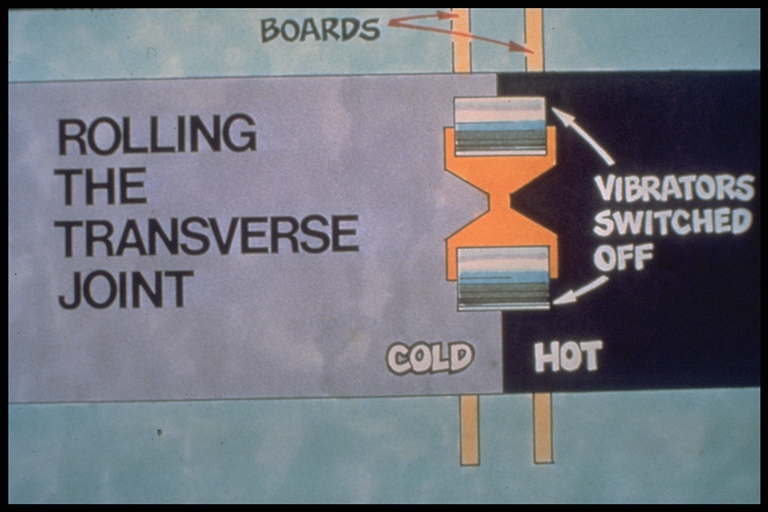 BOARDS
ROLLING
THE
TRANSVERSE
JOINT
VIBRATORS
SWITCHED
OFF
COLD
HOT